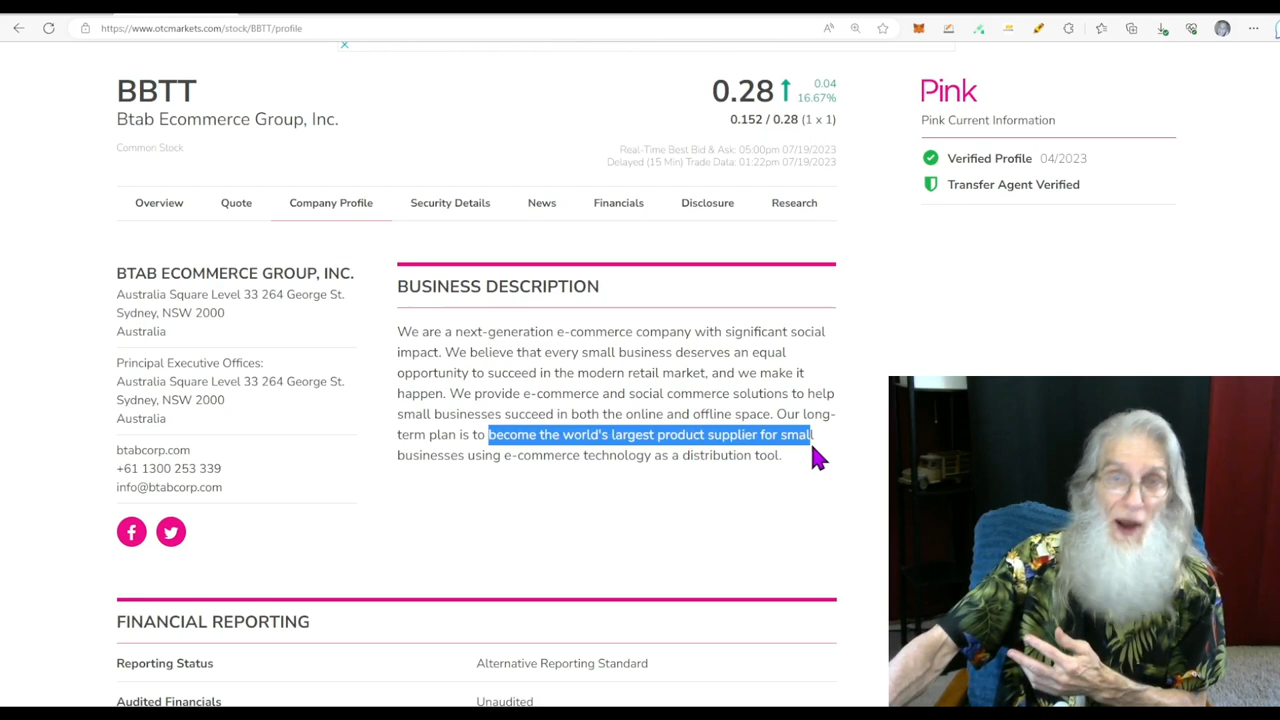 https://www.otcmarkets.com/stock/BBTT/profile
BBTT
Btab Ecommerce Group, Inc.
Common Stock
0.28
0.04
16.67%
0.152 / 0.28 (1 x 1)
Real-Time Best Bid & Ask: 05:00pm 07/19/2023
Delayed (15 Min) Trade Data: 01:22pm 07/19/2023
Pink
Pink Current Information
Verified Profile 04/2023
Transfer Agent Verified
Overview Quote Company Profile Security Details News Financials Disclosure Research
BTAB ECOMMERCE GROUP, INC.
Australia Square Level 33 264 George St.
Sydney, NSW 2000
Australia
Principal Executive Offices:
Australia Square Level 33 264 George St.
Sydney, NSW 2000
Australia
btabcorp.com
+61 1300 253 339
info@btabcorp.com
BUSINESS DESCRIPTION
We are a next-generation e-commerce company with significant social
impact. We believe that every small business deserves an equal
opportunity to succeed in the modern retail market, and we make it
happen. We provide e-commerce and social commerce solutions to help
small businesses succeed in both the online and offline space. Our long-
term plan is to become the world's largest product supplier for small
businesses using e-commerce technology as a distribution tool.
FINANCIAL REPORTING
Reporting Status Alternative Reporting Standard
Audited Financials Unaudited